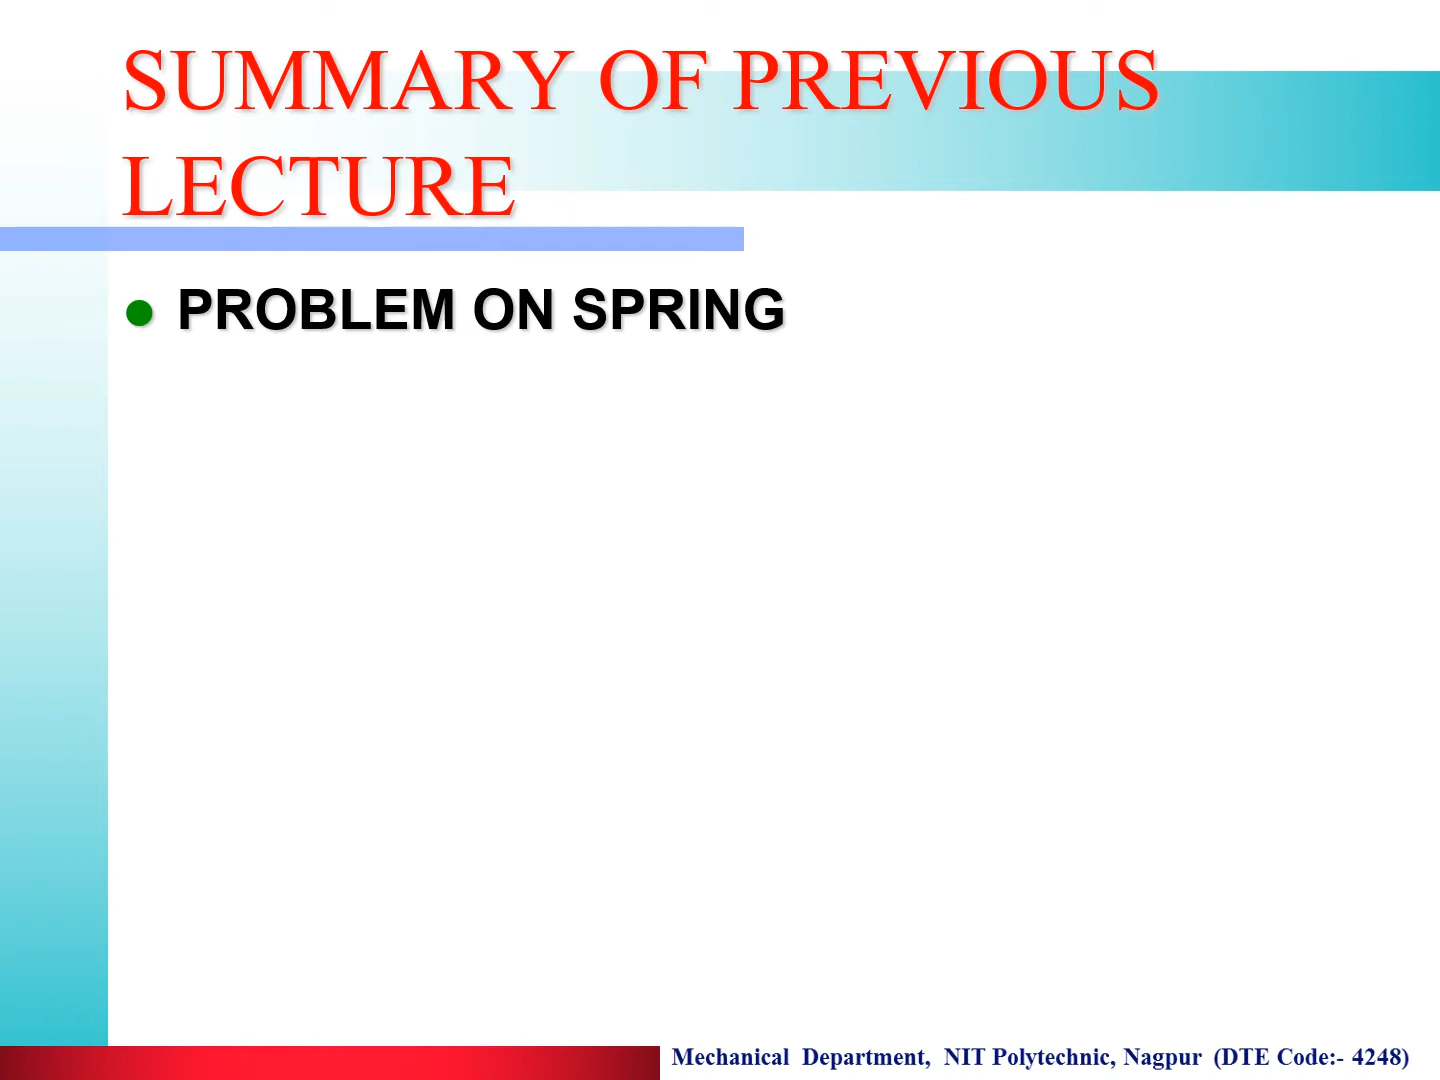 SUMMARY OF PREVIOUS
LECTURE
PROBLEM ON SPRING
Mechanical Department, NIT Polytechnic, Nagpur (DTE Code:- 4248)